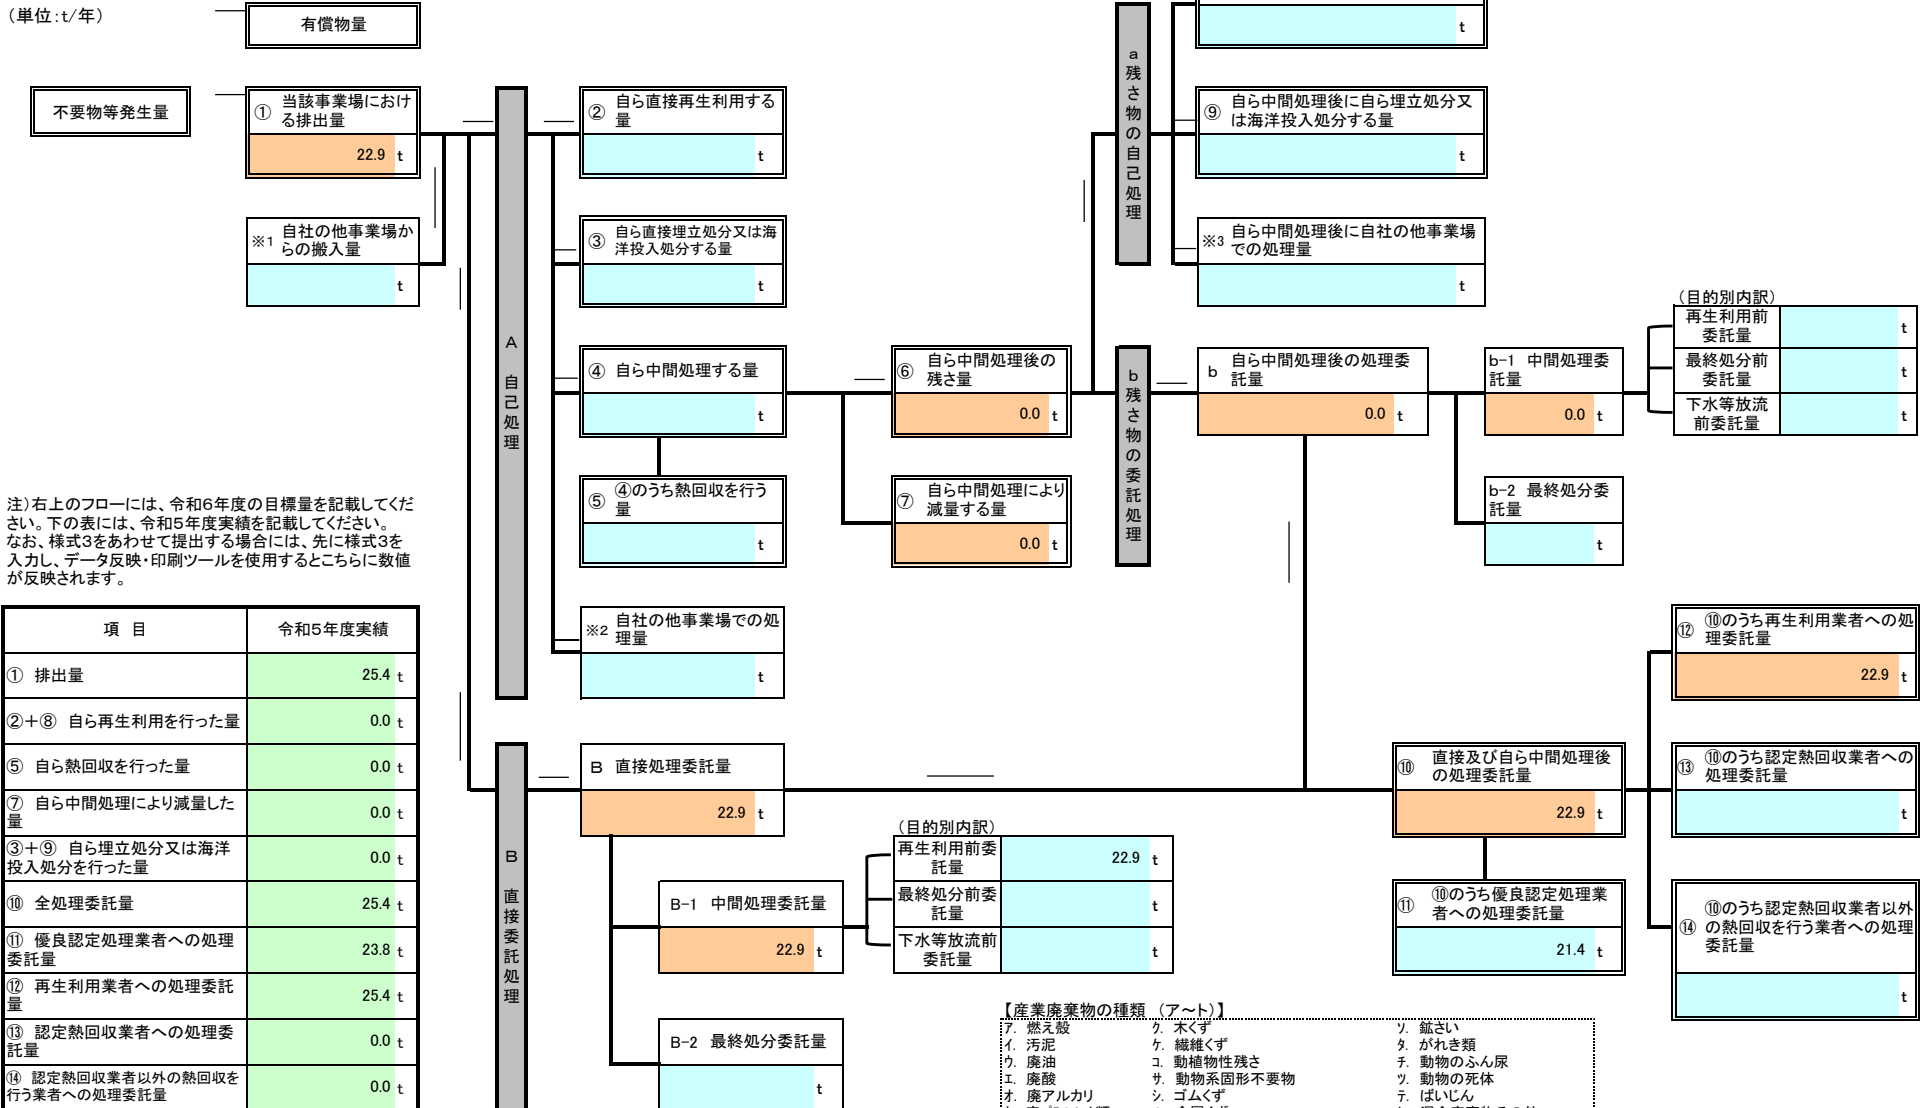 （単位：t/年）
有償物量
t
不要物等発生量
① 当該事業場におけ
る排出量
22.9 t
※1 自社の他事業場か
らの搬入量
t
A 自己処理
② 自ら直接再生利用する
量
t
③ 自ら直接埋立処分又は海
洋投入処分する量
t
④ 自ら中間処理する量
t
⑤ ④のうち熱回収を行う
量
t
※2 自社の他事業場での処
理量
t
⑥ 自ら中間処理後の
残さ量
0.0 t
⑦ 自ら中間処理により
減量する量
0.0 t
a 残さ物の自己処理
⑨ 自ら中間処理後に自ら埋立処分又
は海洋投入処分する量
t
※3 自ら中間処理後に自社の他事業場
での処理量
t
b 残さ物の委託処理
b 自ら中間処理後の処理委
託量
0.0 t
b-1 中間処理委
託量
0.0 t
b-2 最終処分委
託量
t
（目的別内訳）
再生利用前
委託量
t
最終処分前
委託量
t
下水等放流
前委託量
t
注）右上のフローには、令和6年度の目標量を記載してくだ
さい。下の表には、令和5年度実績を記載してください。
なお、様式3をあわせて提出する場合には、先に様式3を
入力し、データ反映・印刷ツールを使用するとこちらに数値
が反映されます。
項 目 令和5年度実績
① 排出量 25.4 t
②＋⑧ 自ら再生利用を行った量 0.0 t
⑤ 自ら熱回収を行った量 0.0 t
⑦ 自ら中間処理により減量した
量 0.0 t
③＋⑨ 自ら埋立処分又は海洋
投入処分を行った量 0.0 t
⑩ 全処理委託量 25.4 t
⑪ 優良認定処理業者への処理
委託量 23.8 t
⑫ 再生利用業者への処理委託
量 25.4 t
⑬ 認定熱回収業者への処理委
託量 0.0 t
⑭ 認定熱回収業者以外の熱回収を
行う業者への処理委託量 0.0 t
B 直接委託処理
B 直接処理委託量
22.9 t
B-1 中間処理委託量
22.9 t
B-2 最終処分委託量
t
（目的別内訳）
再生利用前委
託量
22.9 t
最終処分前委
託量
t
下水等放流前
委託量
t
⑩ 直接及び自ら中間処理後
の処理委託量
22.9 t
⑪ ⑩のうち優良認定処理業
者への処理委託量
21.4 t
⑫ ⑩のうち再生利用業者への処
理委託量
22.9 t
⑬ ⑩のうち認定熱回収業者への
処理委託量
t
⑭ ⑩のうち認定熱回収業者以外
の熱回収を行う業者への処理
委託量
t
【産業廃棄物の種類 （ア～ト）】
ｱ. 燃え殻 ｸ. 木くず ｿ. 鉱さい
ｲ. 汚泥 ｹ. 繊維くず ﾀ. がれき類
ｳ. 廃油 ｺ. 動植物性残さ ﾁ. 動物のふん尿
ｴ. 廃酸 ｻ. 動物系固形不要物 ﾂ. 動物の死体
ｵ. 廃アルカリ ｼ. ゴムくず ﾃ. ばいじん